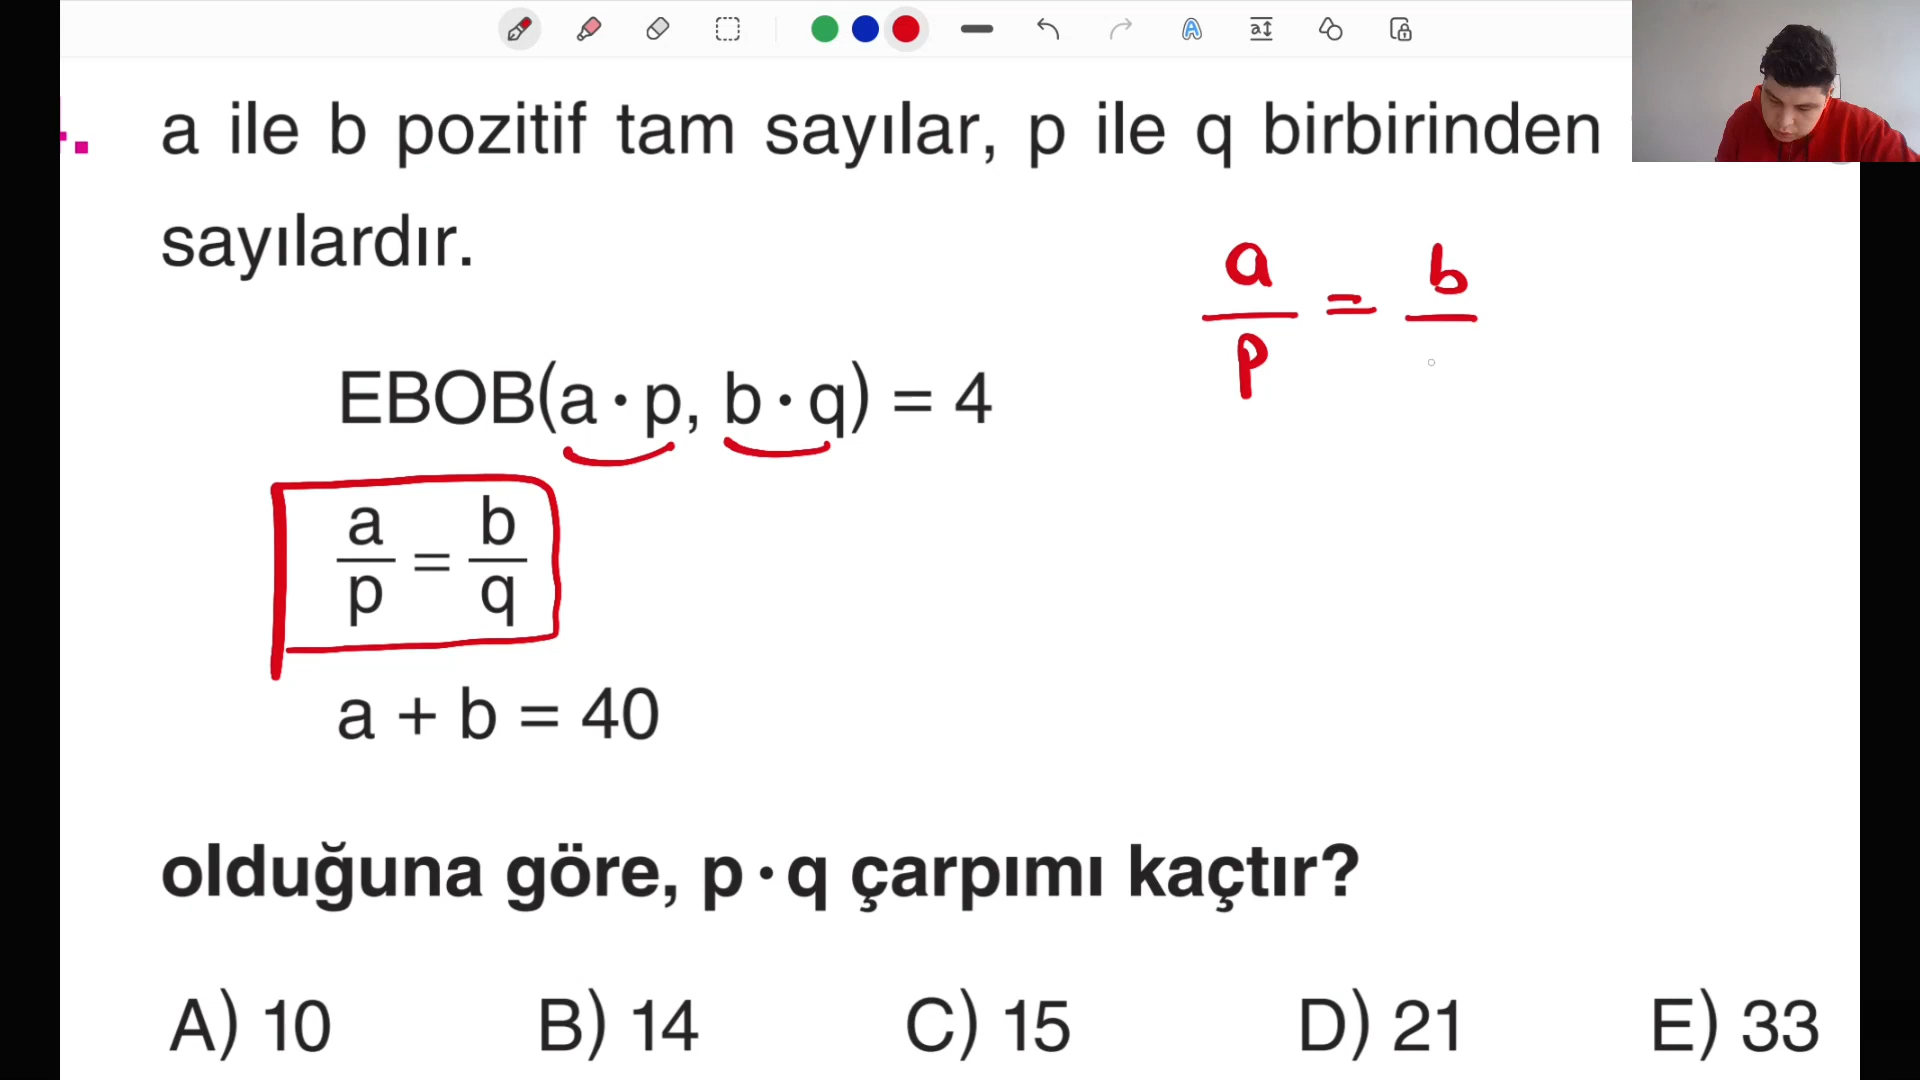 a ile b pozitif tam sayılar, p ile q birbirinden
sayılardır.
a/p = b
EBOB(a · p, b · q) = 4
a/p = b/q
a + b = 40
olduğuna göre, p · q çarpımı kaçtır?
A) 10 B) 14 C) 15 D) 21 E) 33